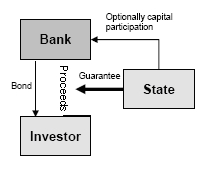 Optionally capital
participation
Bank
Proceeds
Guarantee
Bond
State
Investor